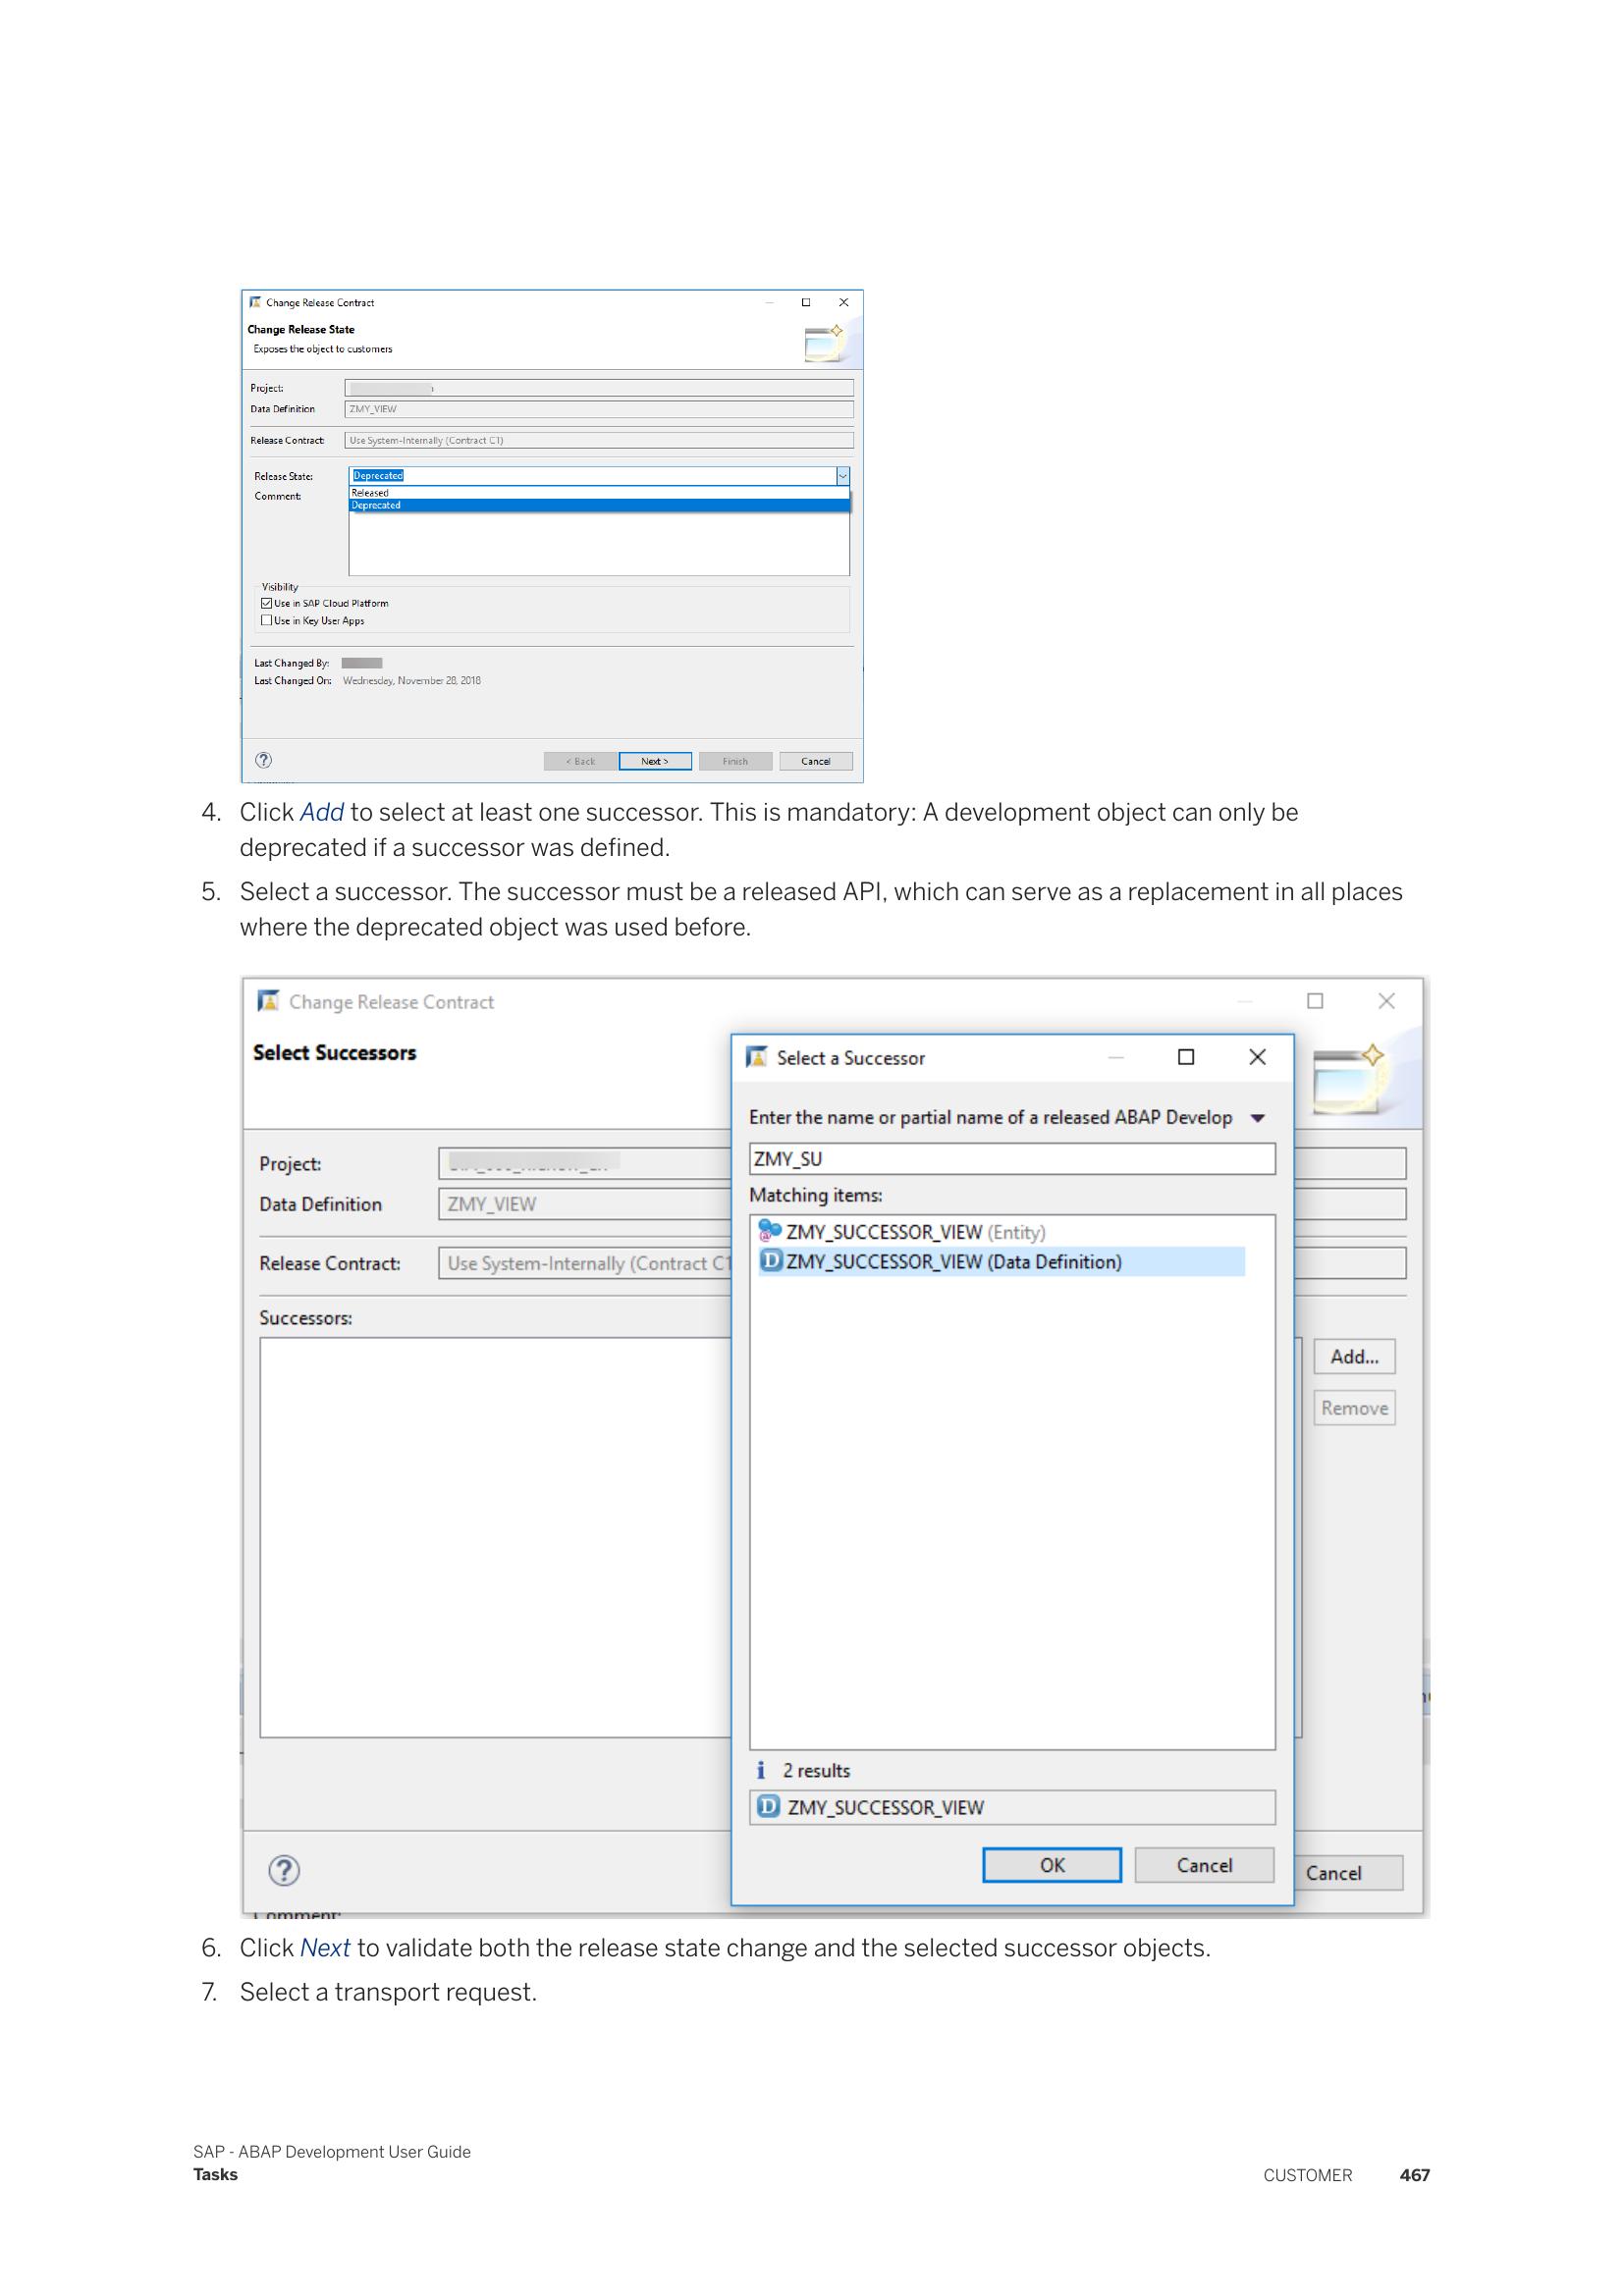 Change Release Contract
Change Release State
Exposes the object to customers
Project:
Data Definition
ZMY_VIEW
Release Contract:
Use System-Internally (Contract C1)
Release State:
Deprecated
Comment:
Released
Deprecated
Visibility
Use in SAP Cloud Platform
Use in Key User Apps
Last Changed By:
Last Changed On:
Wednesday, November 28, 2018
< Back
Next >
Finish
Cancel
4. Click Add to select at least one successor. This is mandatory: A development object can only be
deprecated if a successor was defined.
5. Select a successor. The successor must be a released API, which can serve as a replacement in all places
where the deprecated object was used before.
Change Release Contract
Select Successors
Project:
Data Definition
ZMY_VIEW
Release Contract:
Use System-Internally (Contract C1
Successors:
Add...
Remove
Cancel
Select a Successor
Enter the name or partial name of a released ABAP Develop
ZMY_SU
Matching items:
ZMY_SUCCESSOR_VIEW (Entity)
ZMY_SUCCESSOR_VIEW (Data Definition)
2 results
ZMY_SUCCESSOR_VIEW
OK
Cancel
Comment:
6. Click Next to validate both the release state change and the selected successor objects.
7. Select a transport request.
SAP - ABAP Development User Guide
Tasks
CUSTOMER 467